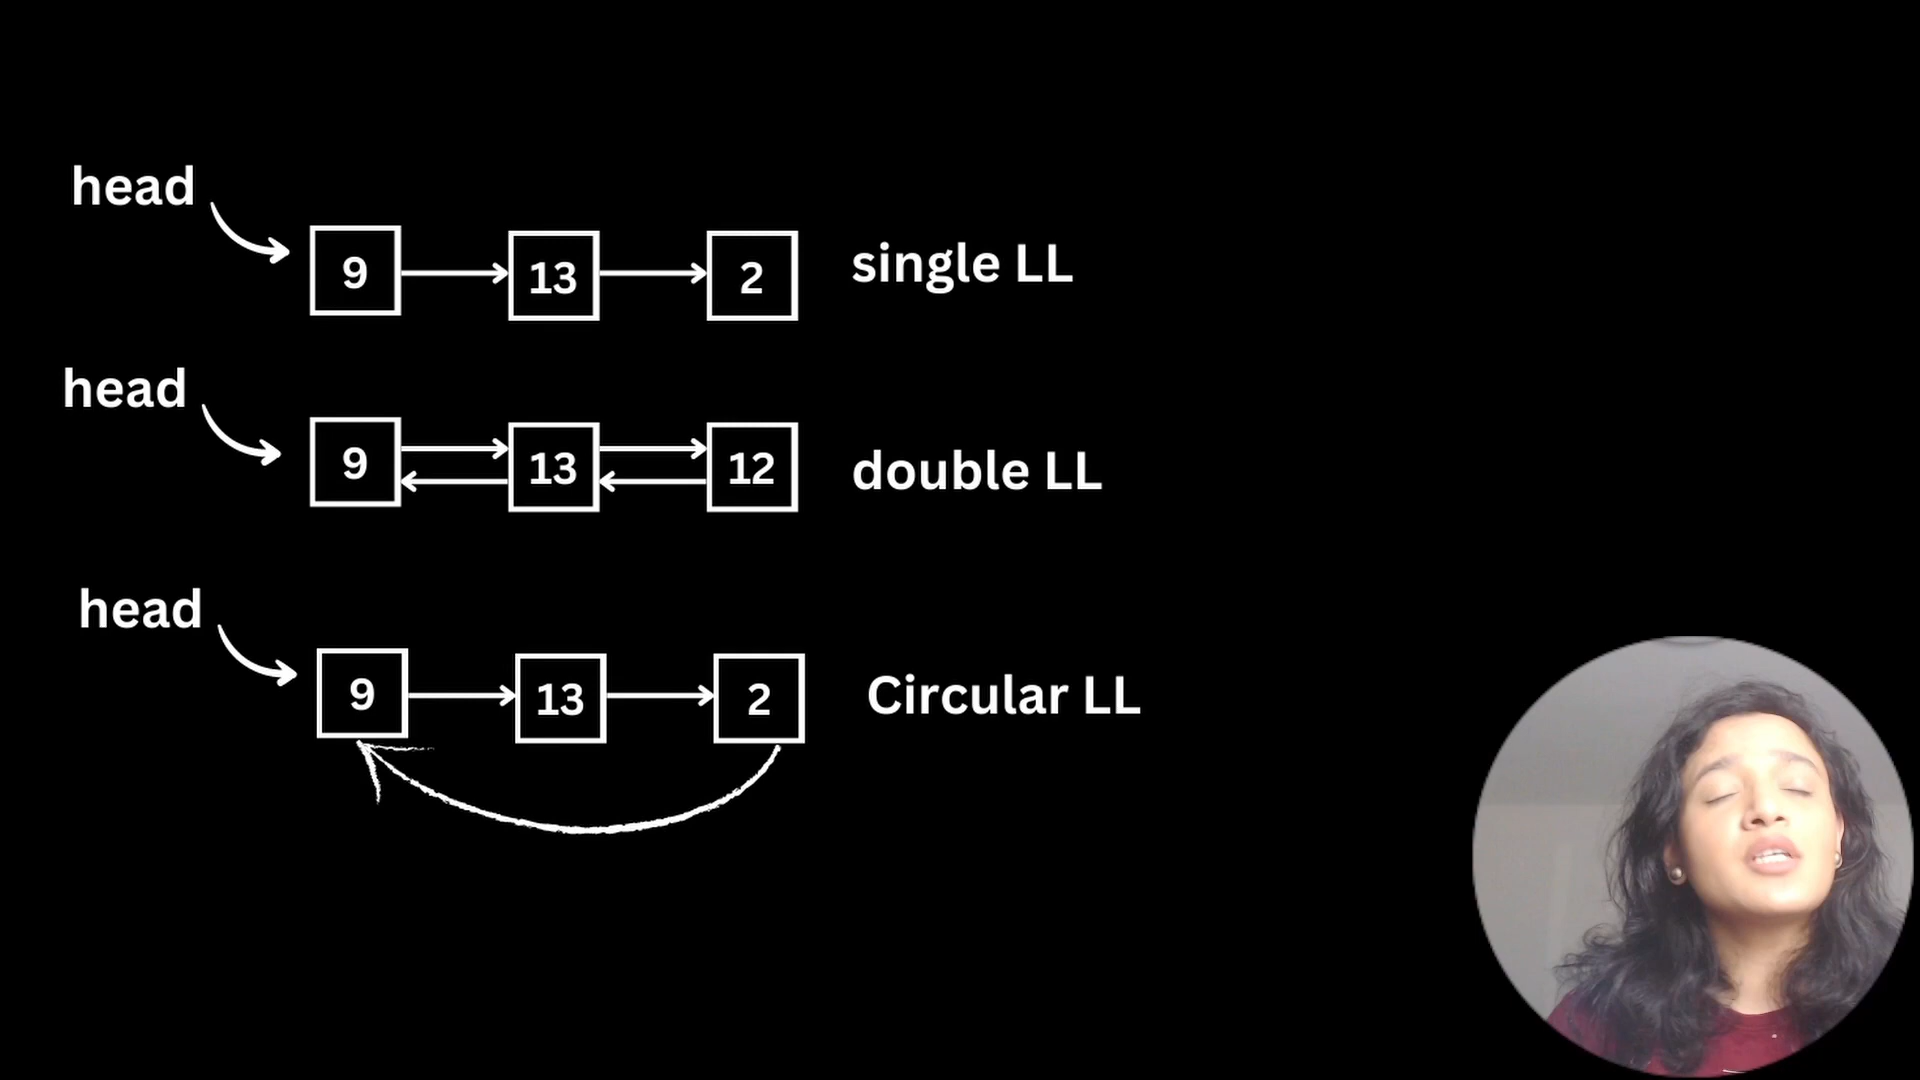 head
9 13 2 single LL
head
9 13 12 double LL
head
9 13 2 Circular LL